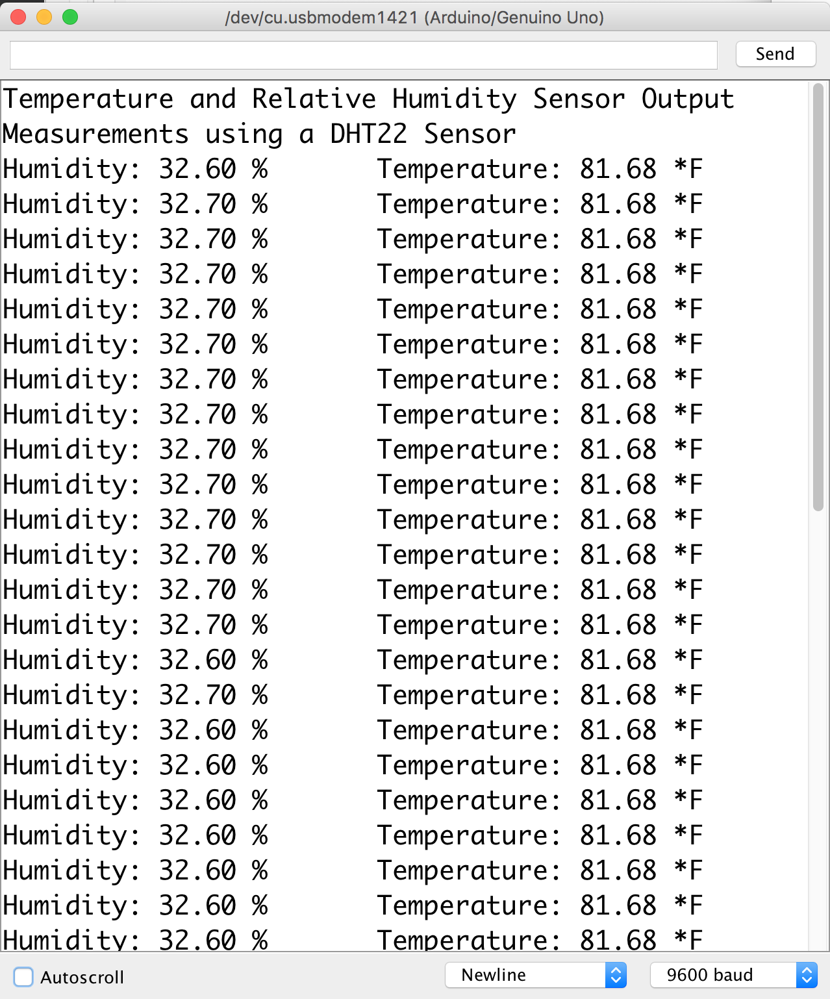 /dev/cu.usbmodem1421 (Arduino/Genuino Uno)
Send
Temperature and Relative Humidity Sensor Output
Measurements using a DHT22 Sensor
Humidity: 32.60 %       Temperature: 81.68 *F
Humidity: 32.70 %       Temperature: 81.68 *F
Humidity: 32.70 %       Temperature: 81.68 *F
Humidity: 32.70 %       Temperature: 81.68 *F
Humidity: 32.70 %       Temperature: 81.68 *F
Humidity: 32.70 %       Temperature: 81.68 *F
Humidity: 32.70 %       Temperature: 81.68 *F
Humidity: 32.70 %       Temperature: 81.68 *F
Humidity: 32.70 %       Temperature: 81.68 *F
Humidity: 32.70 %       Temperature: 81.68 *F
Humidity: 32.70 %       Temperature: 81.68 *F
Humidity: 32.70 %       Temperature: 81.68 *F
Humidity: 32.70 %       Temperature: 81.68 *F
Humidity: 32.70 %       Temperature: 81.68 *F
Humidity: 32.60 %       Temperature: 81.68 *F
Humidity: 32.70 %       Temperature: 81.68 *F
Humidity: 32.60 %       Temperature: 81.68 *F
Humidity: 32.60 %       Temperature: 81.68 *F
Humidity: 32.60 %       Temperature: 81.68 *F
Humidity: 32.60 %       Temperature: 81.68 *F
Humidity: 32.60 %       Temperature: 81.68 *F
Humidity: 32.60 %       Temperature: 81.68 *F
Humidity: 32.60 %       Temperature: 81.68 *F
Autoscroll
Newline
9600 baud